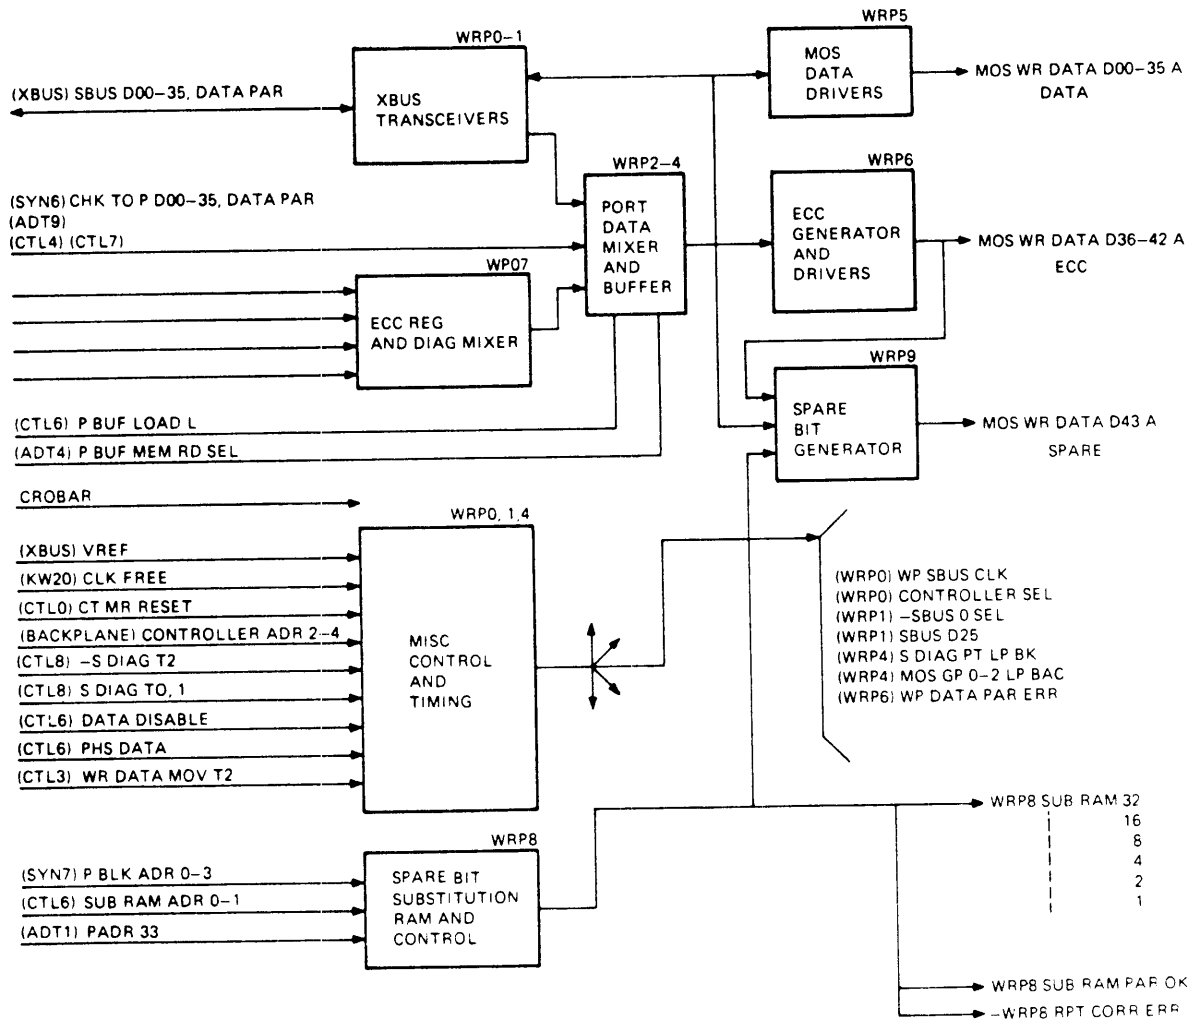 WRP0-1
WRP5
(XBUS) SBUS D00-35, DATA PAR
XBUS
TRANSCEIVERS
MOS
DATA
DRIVERS
MOS WR DATA D00-35 A
DATA
WRP2-4
WRP6
(SYN6) CHK TO P D00-35, DATA PAR
(ADT9)
(CTL4) (CTL7)
PORT
DATA
MIXER
AND
BUFFER
ECC
GENERATOR
AND
DRIVERS
MOS WR DATA D36-42 A
ECC
WP07
ECC REG
AND DIAG MIXER
WRP9
(CTL6) P BUF LOAD L
(ADT4) P BUF MEM RD SEL
SPARE
BIT
GENERATOR
MOS WR DATA D43 A
SPARE
CROBAR
WRP0, 1,4
(XBUS) VREF
(KW20) CLK FREE
(CTL0) CT MR RESET
(BACKPLANE) CONTROLLER ADR 2-4
(CTL8) -S DIAG T2
(CTL8) S DIAG TO, 1
(CTL6) DATA DISABLE
(CTL6) PHS DATA
(CTL3) WR DATA MOV T2
MISC
CONTROL
AND
TIMING
(WRP0) WP SBUS CLK
(WRP0) CONTROLLER SEL
(WRP1) -SBUS 0 SEL
(WRP1) SBUS D25
(WRP4) S DIAG PT LP BK
(WRP4) MOS GP 0-2 LP BAC
(WRP6) WP DATA PAR ERR
WRP8
(SYN7) P BLK ADR 0-3
(CTL6) SUB RAM ADR 0-1
(ADT1) PADR 33
SPARE BIT
SUBSTITUTION
RAM AND
CONTROL
WRP8 SUB RAM 32
16
8
4
2
1
WRP8 SUB RAM PAR OK
-WRP8 RPT CORR ERR